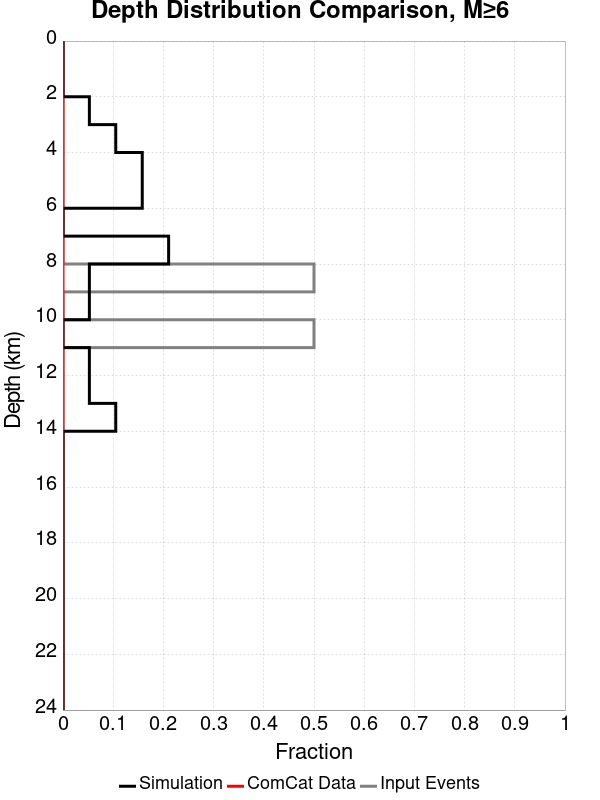 Depth Distribution Comparison, M≥6
0
2
4
6
8
10
12
14
16
18
20
22
24
Depth (km)
0 0.1 0.2 0.3 0.4 0.5 0.6 0.7 0.8 0.9 1
Fraction
Simulation ComCat Data Input Events